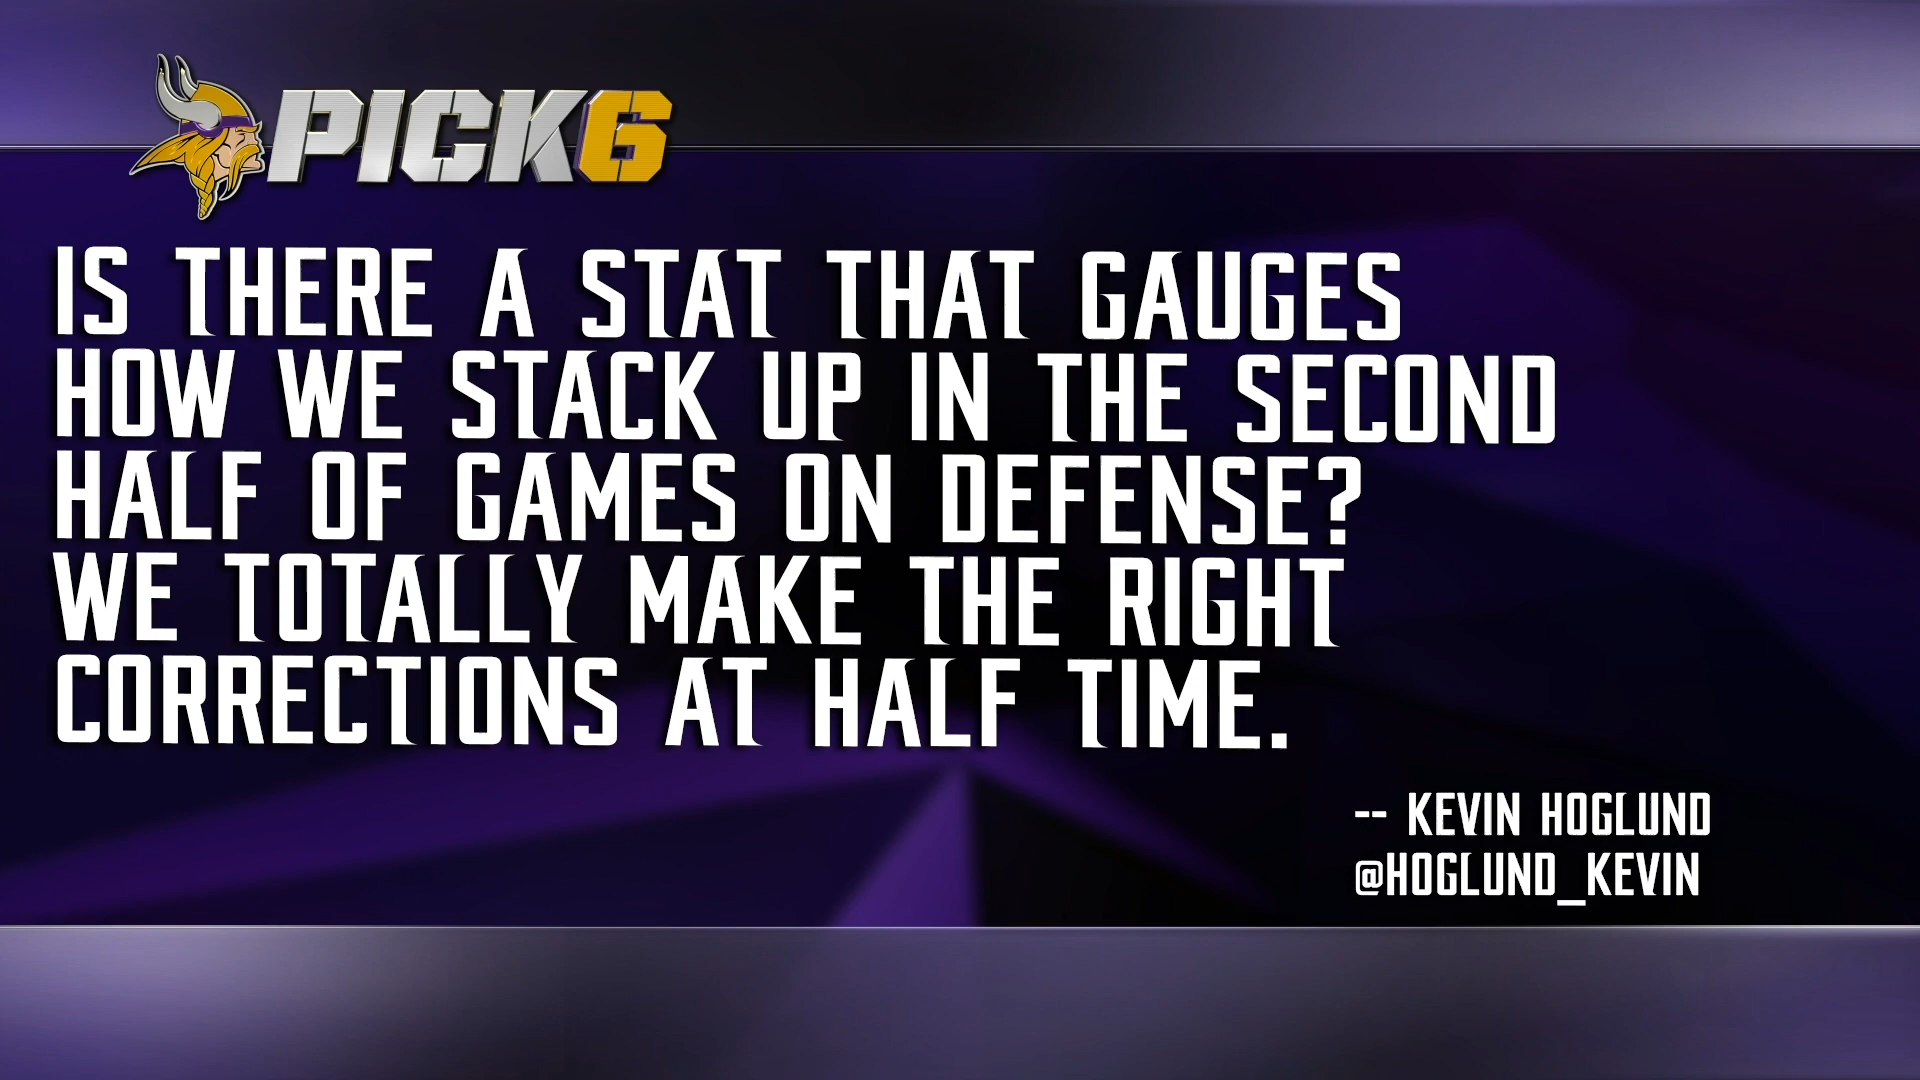 PICK6
IS THERE A STAT THAT GAUGES
HOW WE STACK UP IN THE SECOND
HALF OF GAMES ON DEFENSE?
WE TOTALLY MAKE THE RIGHT
CORRECTIONS AT HALF TIME.
-- KEVIN HOGLUND
@HOGLUND_KEVIN